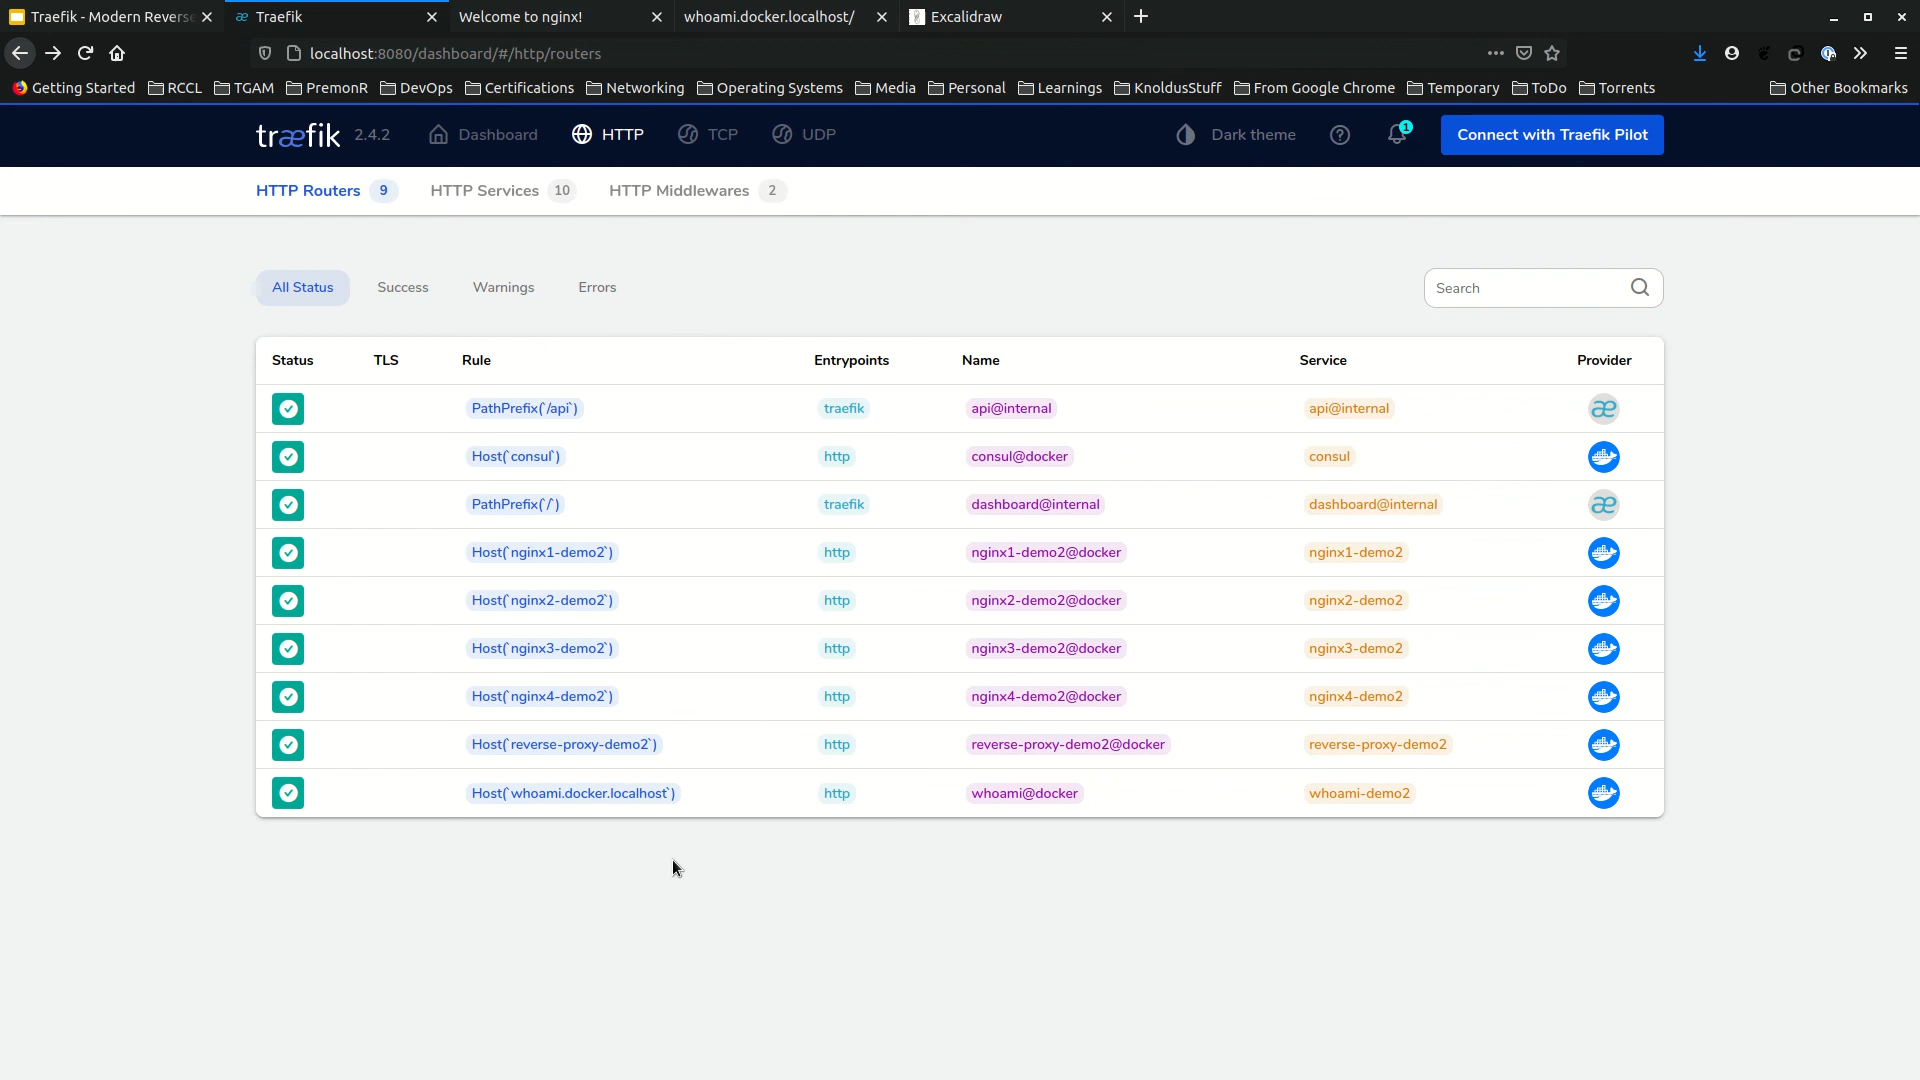 Traefik - Modern Reverse
Traefik
Welcome to nginx!
whoami.docker.localhost/
Excalidraw
localhost:8080/dashboard/#/http/routers
Getting Started
RCCL
TGAM
PremonR
DevOps
Certifications
Networking
Operating Systems
Media
Personal
Learnings
KnoldusStuff
From Google Chrome
Temporary
ToDo
Torrents
Other Bookmarks
træfik 2.4.2
Dashboard
HTTP
TCP
UDP
Dark theme
1
Connect with Traefik Pilot
HTTP Routers 9
HTTP Services 10
HTTP Middlewares 2
All Status
Success
Warnings
Errors
Search
Status TLS Rule Entrypoints Name Service Provider
PathPrefix(`/api`) traefik api@internal api@internal
Host(`consul`) http consul@docker consul
PathPrefix(`/`) traefik dashboard@internal dashboard@internal
Host(`nginx1-demo2`) http nginx1-demo2@docker nginx1-demo2
Host(`nginx2-demo2`) http nginx2-demo2@docker nginx2-demo2
Host(`nginx3-demo2`) http nginx3-demo2@docker nginx3-demo2
Host(`nginx4-demo2`) http nginx4-demo2@docker nginx4-demo2
Host(`reverse-proxy-demo2`) http reverse-proxy-demo2@docker reverse-proxy-demo2
Host(`whoami.docker.localhost`) http whoami@docker whoami-demo2